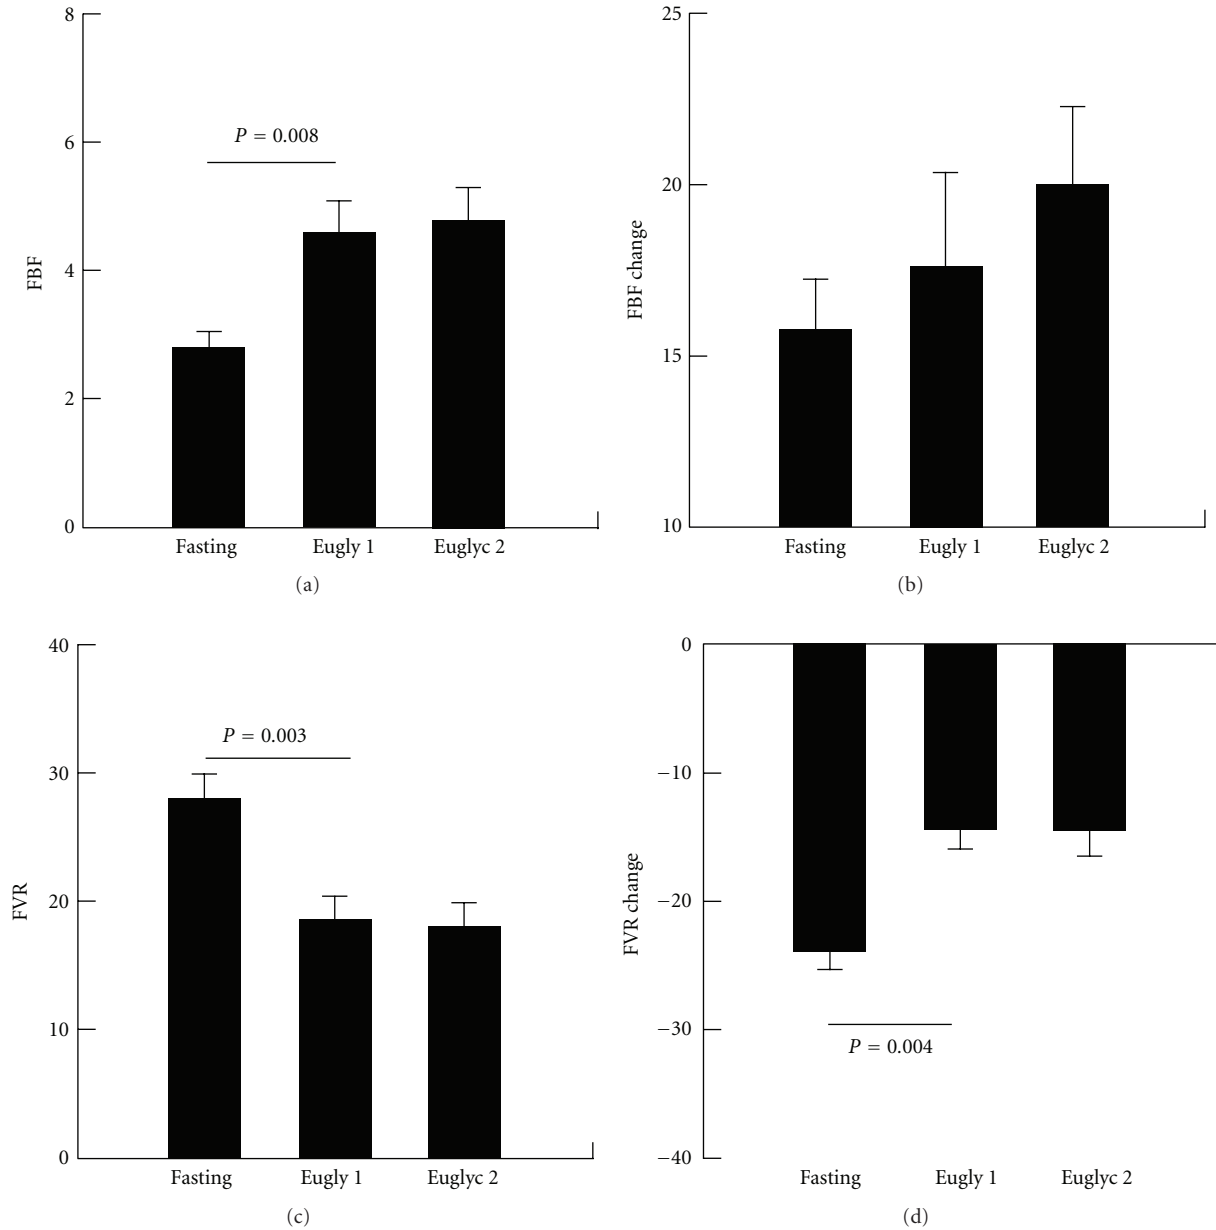 8
6
4
2
0
FBF
P = 0.008
Fasting
Eugly 1
Euglyc 2
(a)
25
20
15
10
FBF change
Fasting
Eugly 1
Euglyc 2
(b)
40
30
20
10
0
FVR
P = 0.003
Fasting
Eugly 1
Euglyc 2
(c)
0
−10
−20
−30
−40
FVR change
P = 0.004
Fasting
Eugly 1
Euglyc 2
(d)